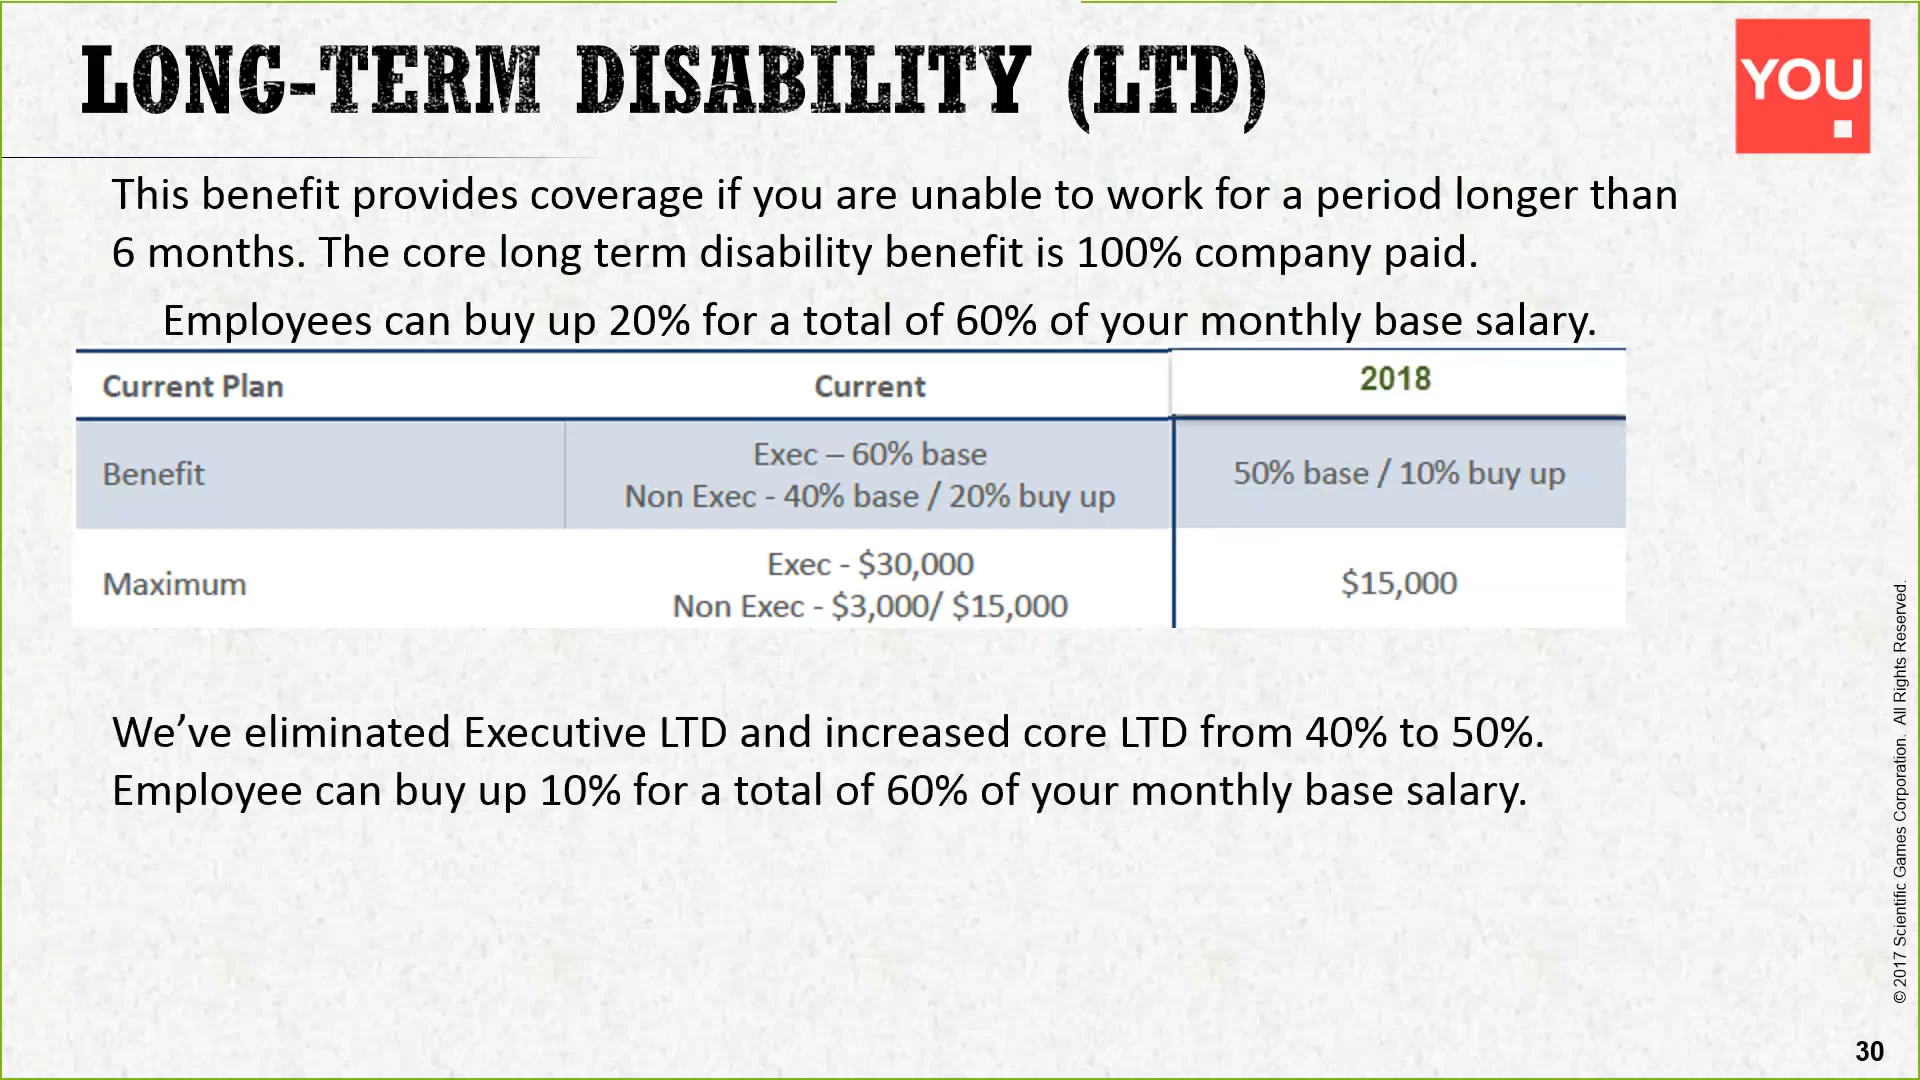 LONG-TERM DISABILITY (LTD)
YOU
This benefit provides coverage if you are unable to work for a period longer than
6 months. The core long term disability benefit is 100% company paid.
Employees can buy up 20% for a total of 60% of your monthly base salary.
Current Plan Current 2018
Benefit
Exec – 60% base
Non Exec - 40% base / 20% buy up
50% base / 10% buy up
Maximum
Exec - $30,000
Non Exec - $3,000/ $15,000
$15,000
We’ve eliminated Executive LTD and increased core LTD from 40% to 50%.
Employee can buy up 10% for a total of 60% of your monthly base salary.
© 2017 Scientific Games Corporation. All Rights Reserved.
30